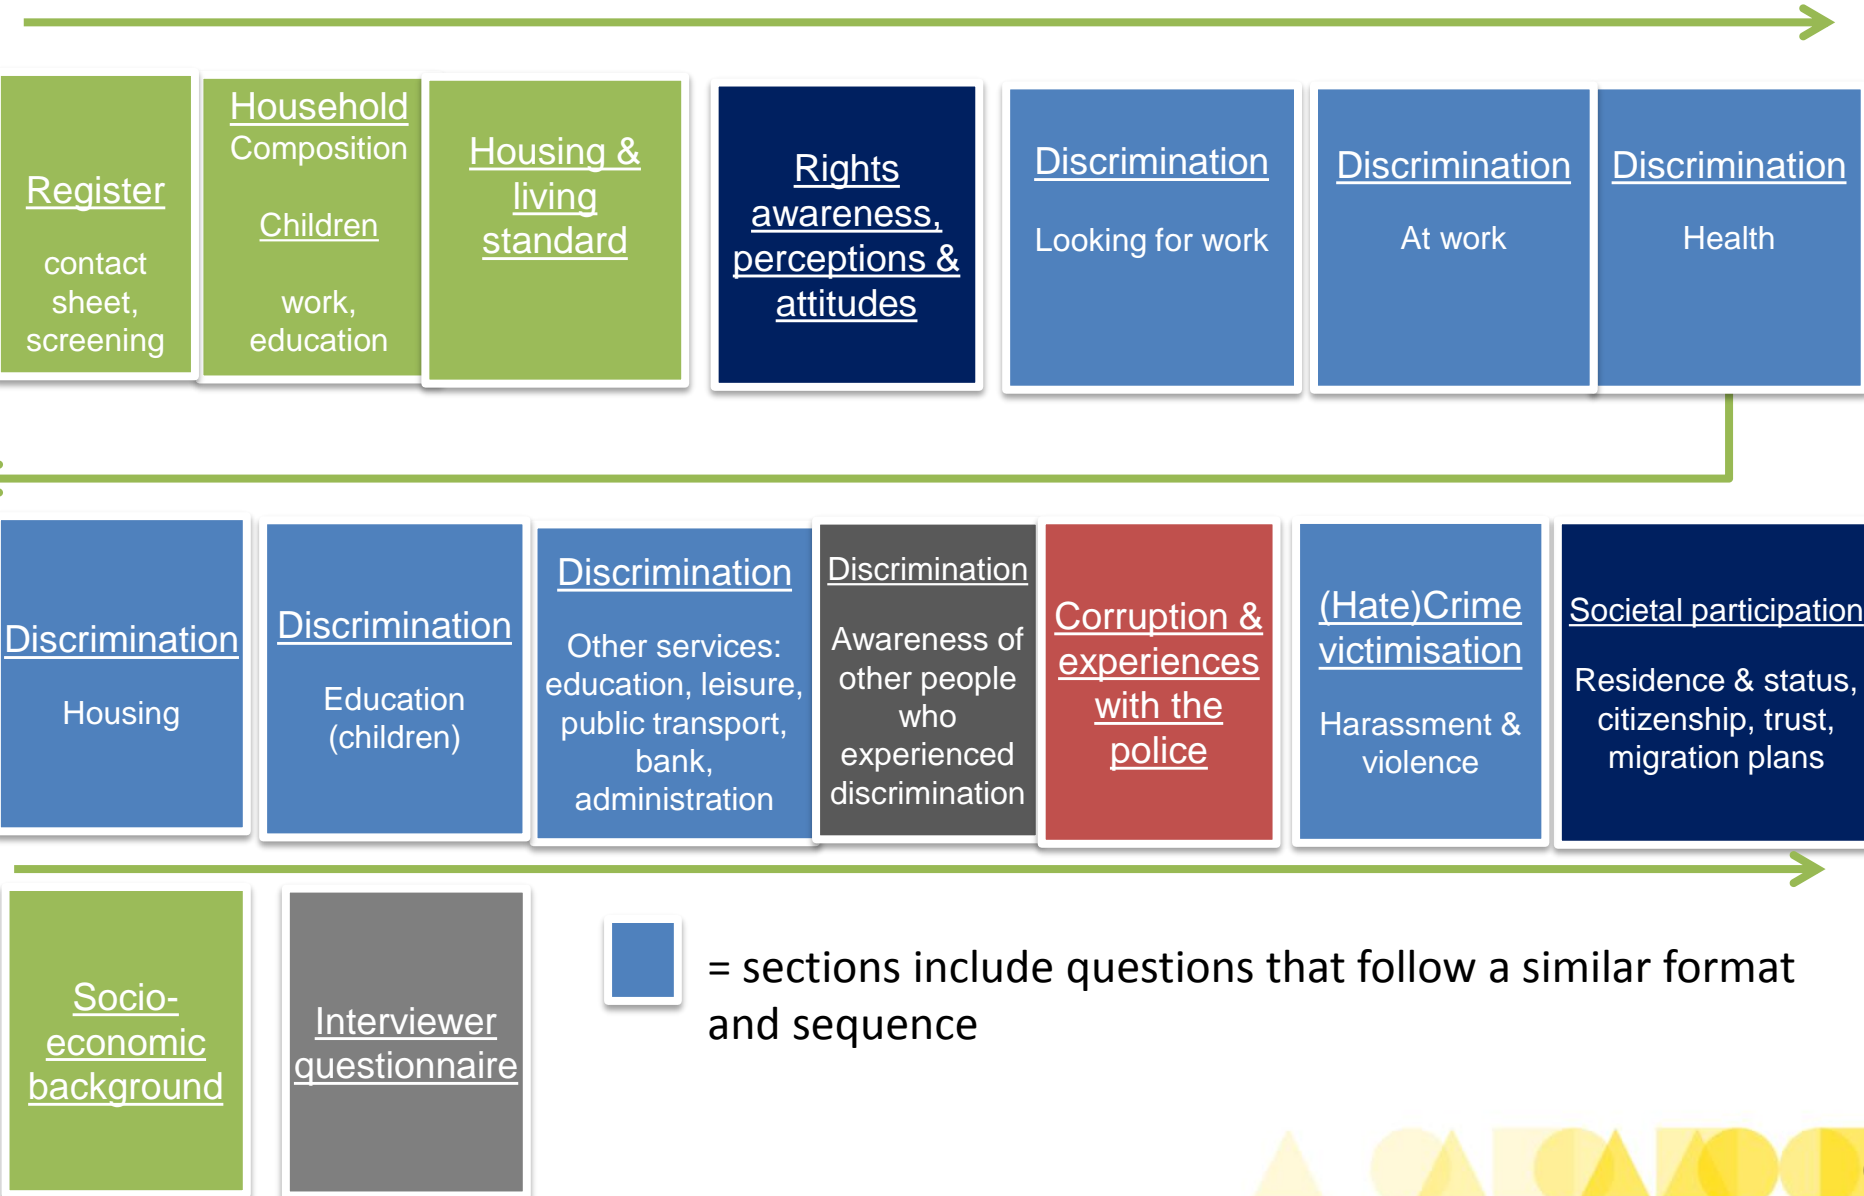 Register
contact
sheet,
screening
Household
Composition
Children
work,
education
Housing &
living
standard
Rights
awareness,
perceptions &
attitudes
Discrimination
Looking for work
Discrimination
At work
Discrimination
Health
Discrimination
Housing
Discrimination
Education
(children)
Discrimination
Other services:
education, leisure,
public transport,
bank,
administration
Discrimination
Awareness of
other people
who
experienced
discrimination
Corruption &
experiences
with the
police
(Hate)Crime
victimisation
Harassment &
violence
Societal participation
Residence & status,
citizenship, trust,
migration plans
Socio-
economic
background
Interviewer
questionnaire
= sections include questions that follow a similar format
and sequence